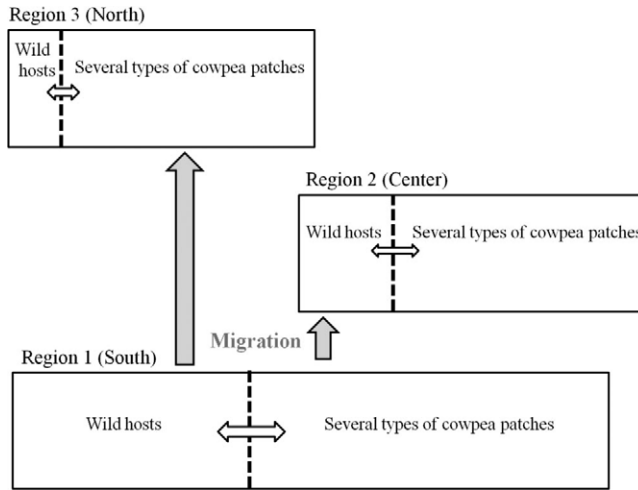 Region 3 (North)
Wild
hosts
Several types of cowpea patches
Region 2 (Center)
Wild hosts
Several types of cowpea patches
Migration
Region 1 (South)
Wild hosts
Several types of cowpea patches